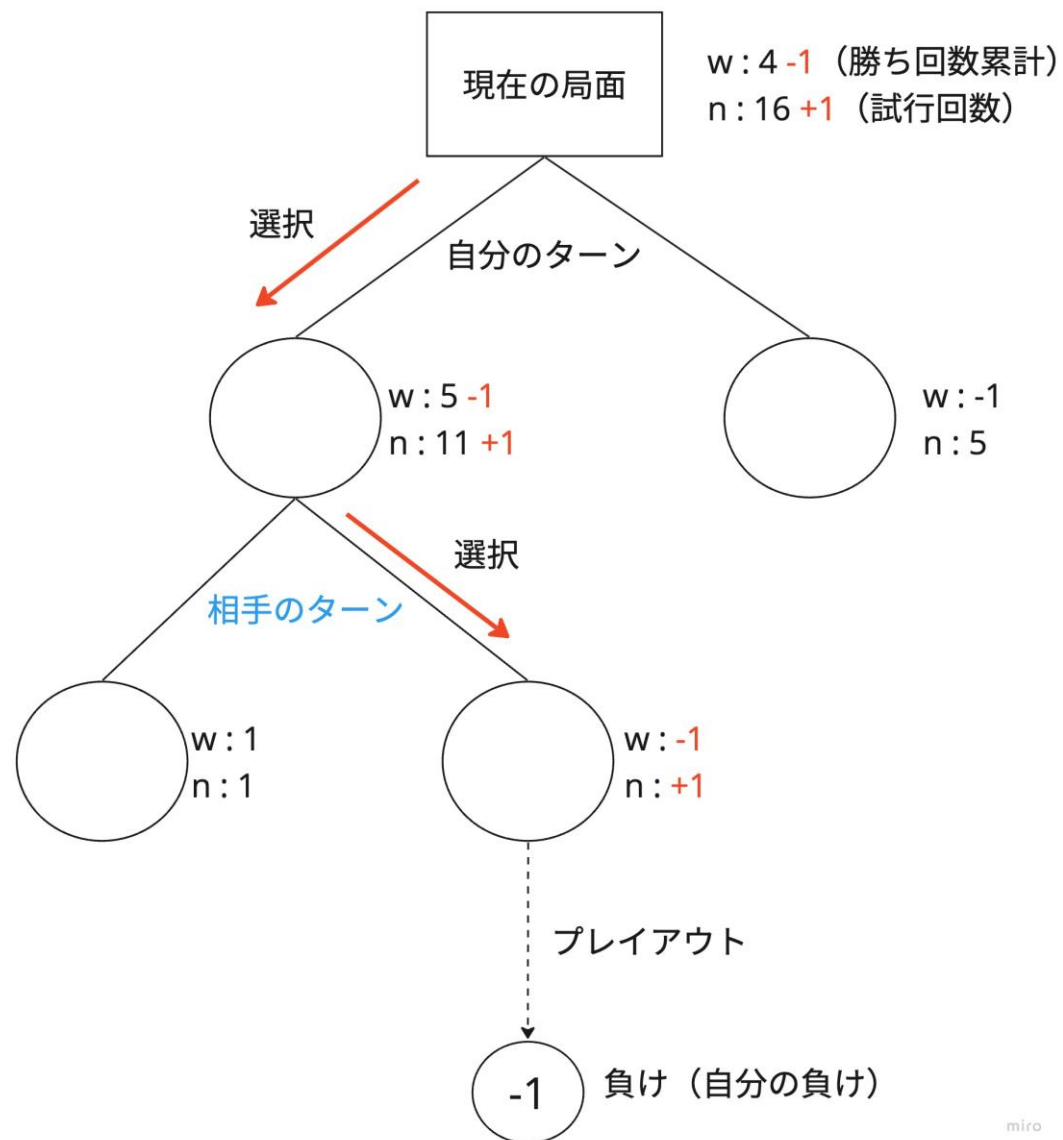 現在の局面
w : 4 -1 （勝ち回数累計）
n : 16 +1 （試行回数）
選択
自分のターン
w : 5 -1
n : 11 +1
w : -1
n : 5
選択
相手のターン
w : 1
n : 1
w : -1
n : +1
プレイアウト
-1
負け（自分の負け）
miro